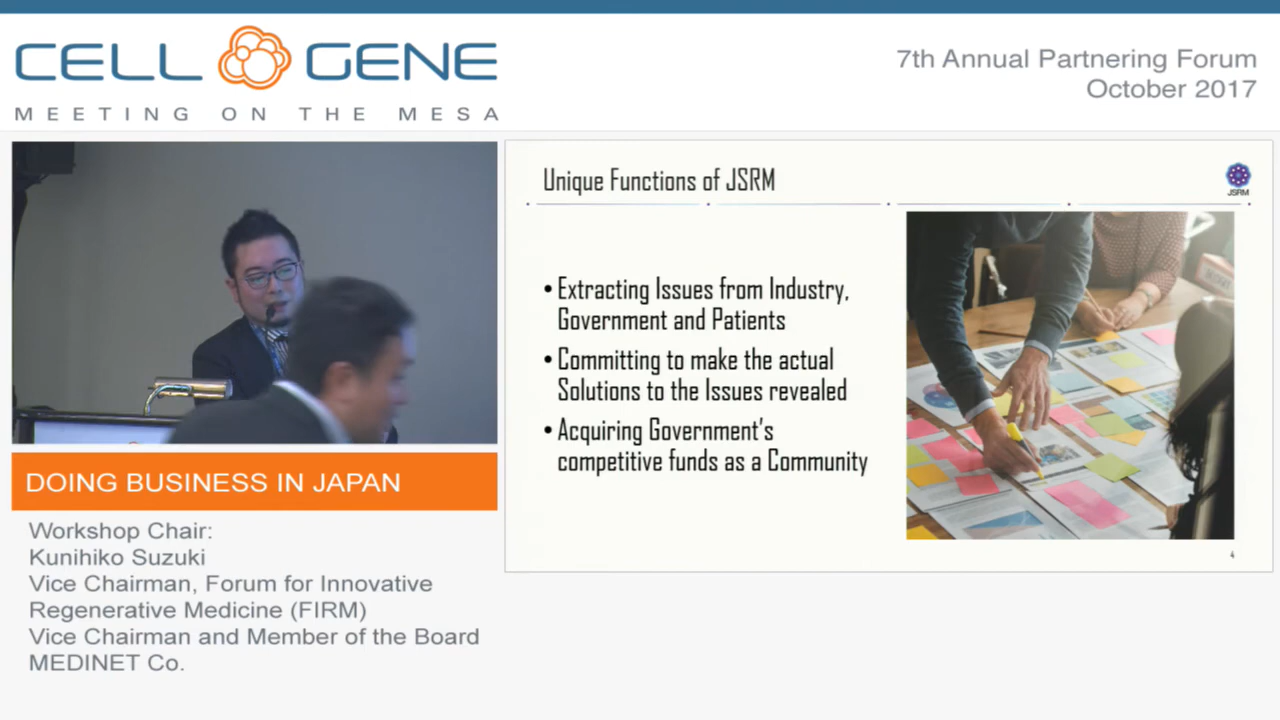 CELL GENE
MEETING ON THE MESA
7th Annual Partnering Forum
October 2017
Unique Functions of JSRM
JSRM
• Extracting Issues from Industry,
Government and Patients
• Committing to make the actual
Solutions to the Issues revealed
• Acquiring Government's
competitive funds as a Community
4
DOING BUSINESS IN JAPAN
Workshop Chair:
Kunihiko Suzuki
Vice Chairman, Forum for Innovative
Regenerative Medicine (FIRM)
Vice Chairman and Member of the Board
MEDINET Co.